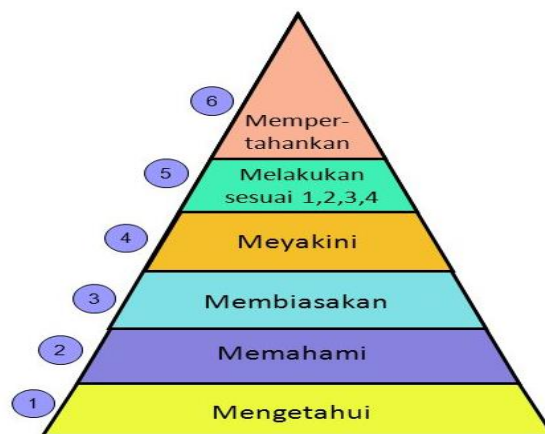 6
Memper-
tahankan
5
Melakukan
sesuai 1,2,3,4
4
Meyakini
3
Membiasakan
2
Memahami
1
Mengetahui